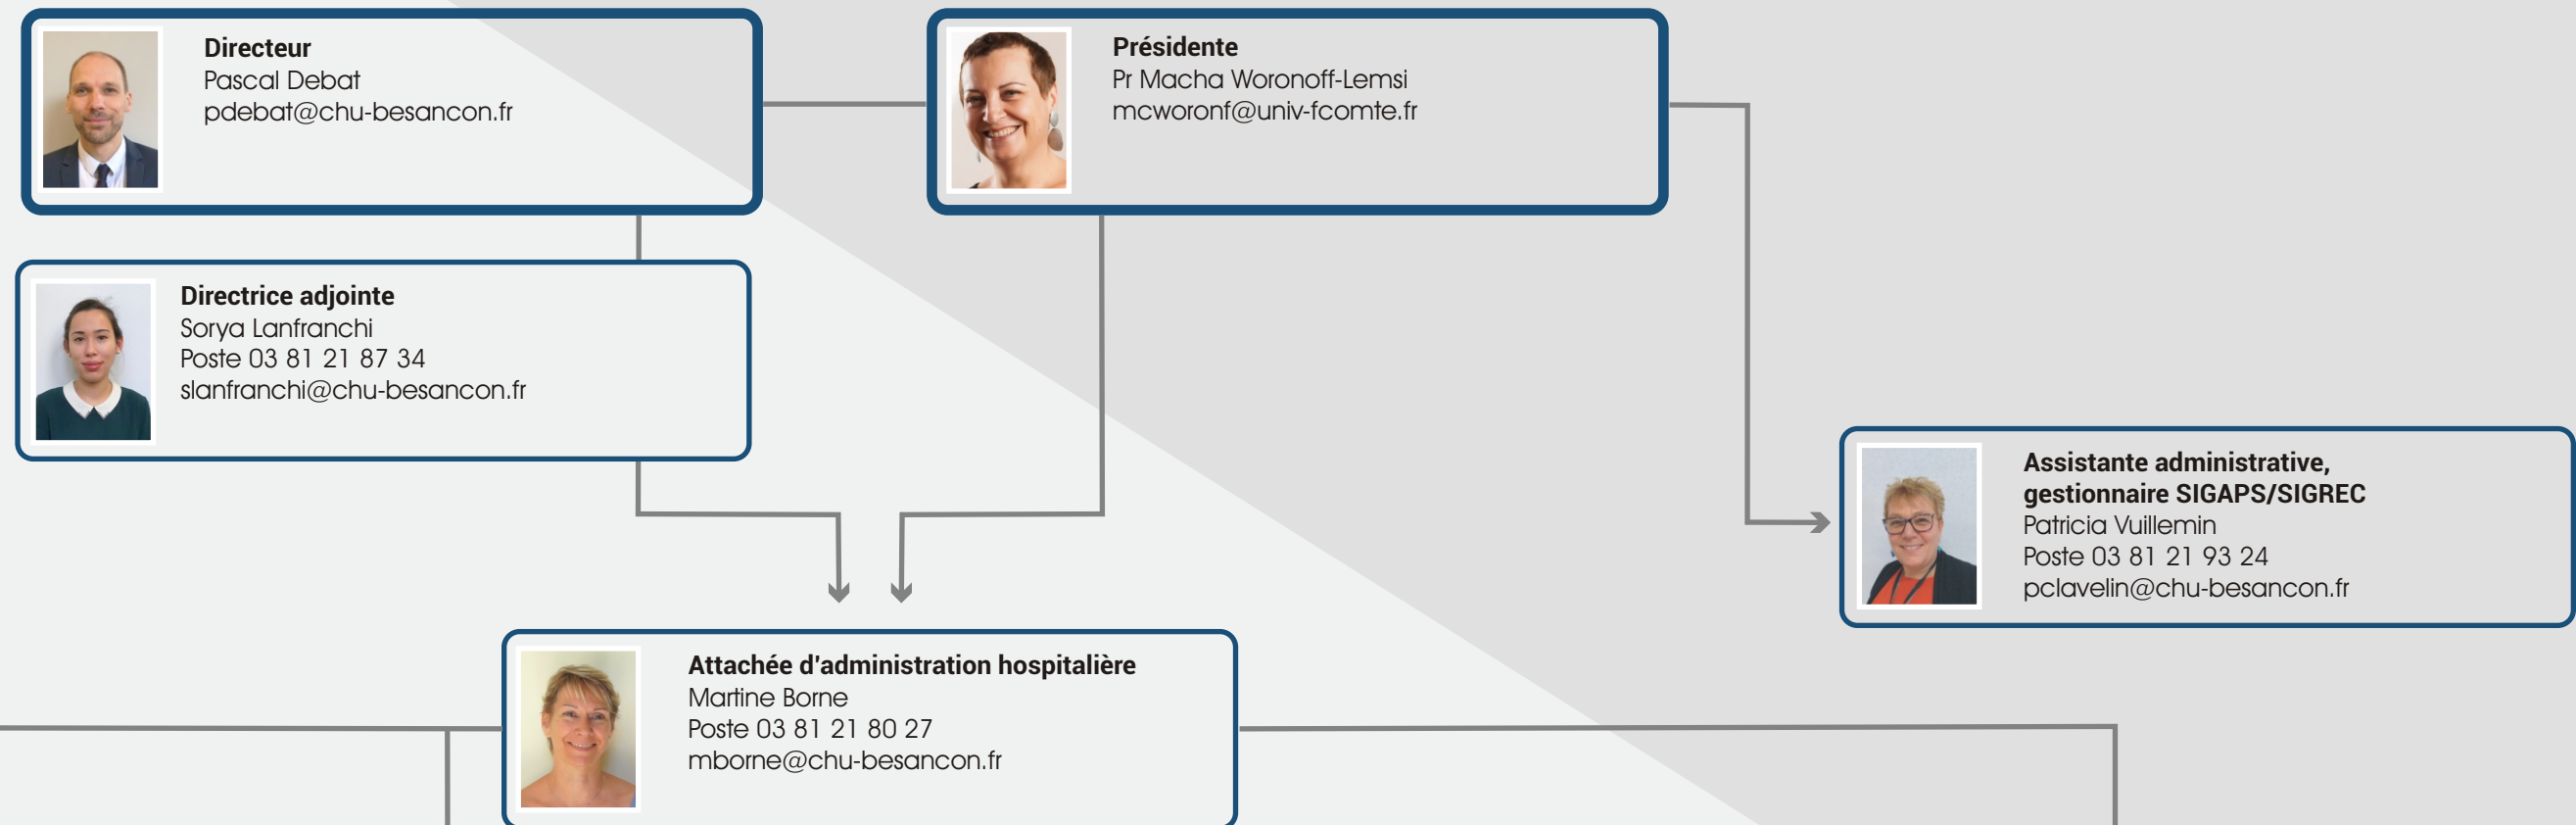 Directeur
Pascal Debat
pdebat@chu-besancon.fr
Présidente
Pr Macha Woronoff-Lemsi
mcworonf@univ-fcomte.fr
Directrice adjointe
Sorya Lanfranchi
Poste 03 81 21 87 34
slanfranchi@chu-besancon.fr
Assistante administrative,
gestionnaire SIGAPS/SIGREC
Patricia Vuillemin
Poste 03 81 21 93 24
pclavelin@chu-besancon.fr
Attachée d'administration hospitalière
Martine Borne
Poste 03 81 21 80 27
mborne@chu-besancon.fr